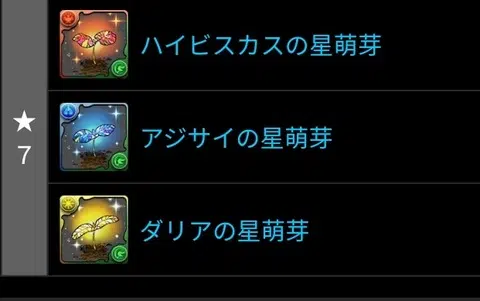 ハイビスカスの星萌芽
★
7
アジサイの星萌芽
ダリアの星萌芽